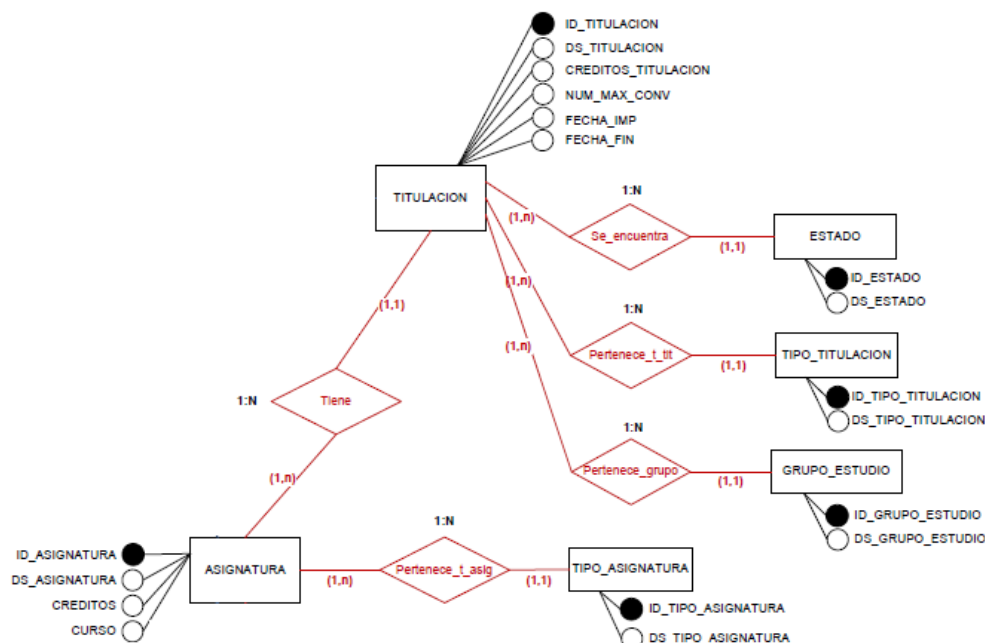 ID_TITULACION
DS_TITULACION
CREDITOS_TITULACION
NUM_MAX_CONV
FECHA_IMP
FECHA_FIN
TITULACION
1:N
(1,n)
Se_encuentra
(1,1)
ESTADO
ID_ESTADO
DS_ESTADO
(1,n)
1:N
Pertenece_t_tit
(1,1)
TIPO_TITULACION
ID_TIPO_TITULACION
DS_TIPO_TITULACION
(1,n)
1:N
Pertenece_grupo
(1,1)
GRUPO_ESTUDIO
ID_GRUPO_ESTUDIO
DS_GRUPO_ESTUDIO
(1,1)
1:N
Tiene
(1,n)
ID_ASIGNATURA
DS_ASIGNATURA
CREDITOS
CURSO
ASIGNATURA
1:N
(1,n)
Pertenece_t_asig
(1,1)
TIPO_ASIGNATURA
ID_TIPO_ASIGNATURA
DS_TIPO_ASIGNATURA